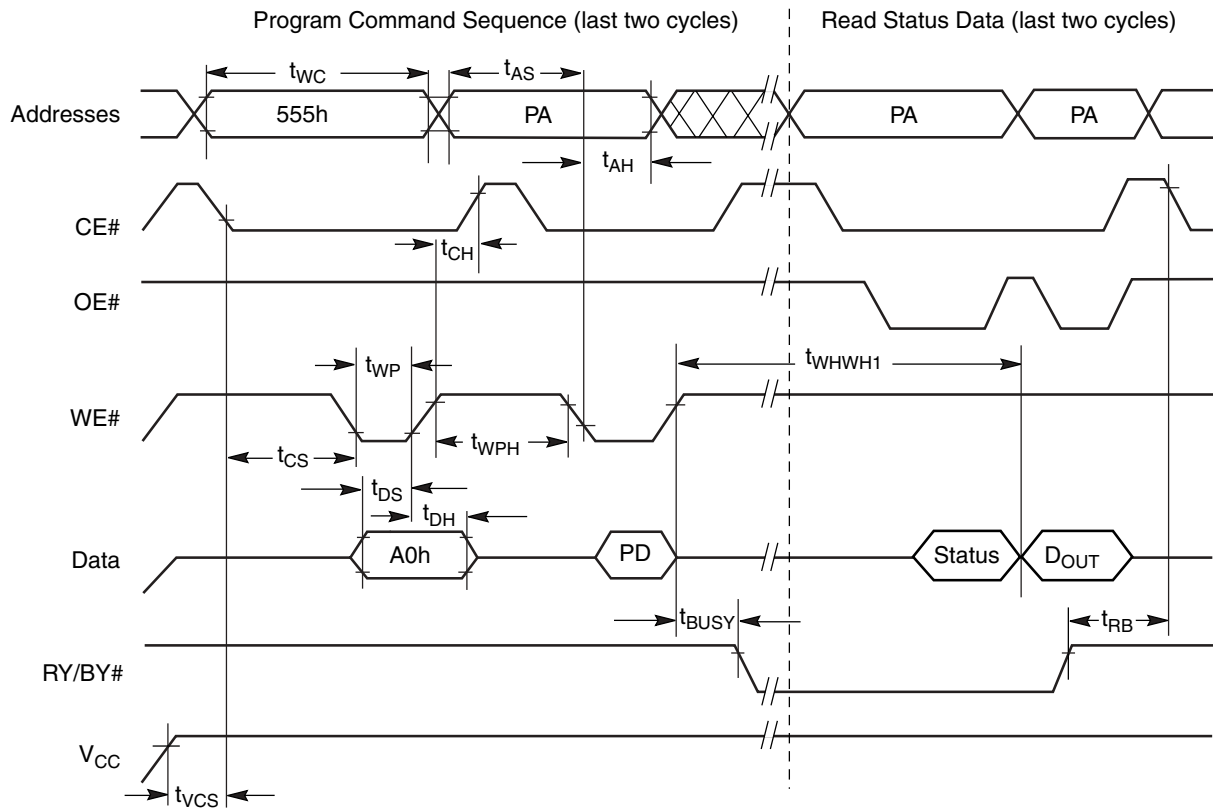 Program Command Sequence (last two cycles)
Read Status Data (last two cycles)
tWC
tAS
Addresses
555h
PA
PA
PA
tAH
CE#
tCH
OE#
tWP
tWHWH1
WE#
tCS
tWPH
tDS
tDH
Data
A0h
PD
Status
DOUT
tBUSY
tRB
RY/BY#
VCC
tVCS